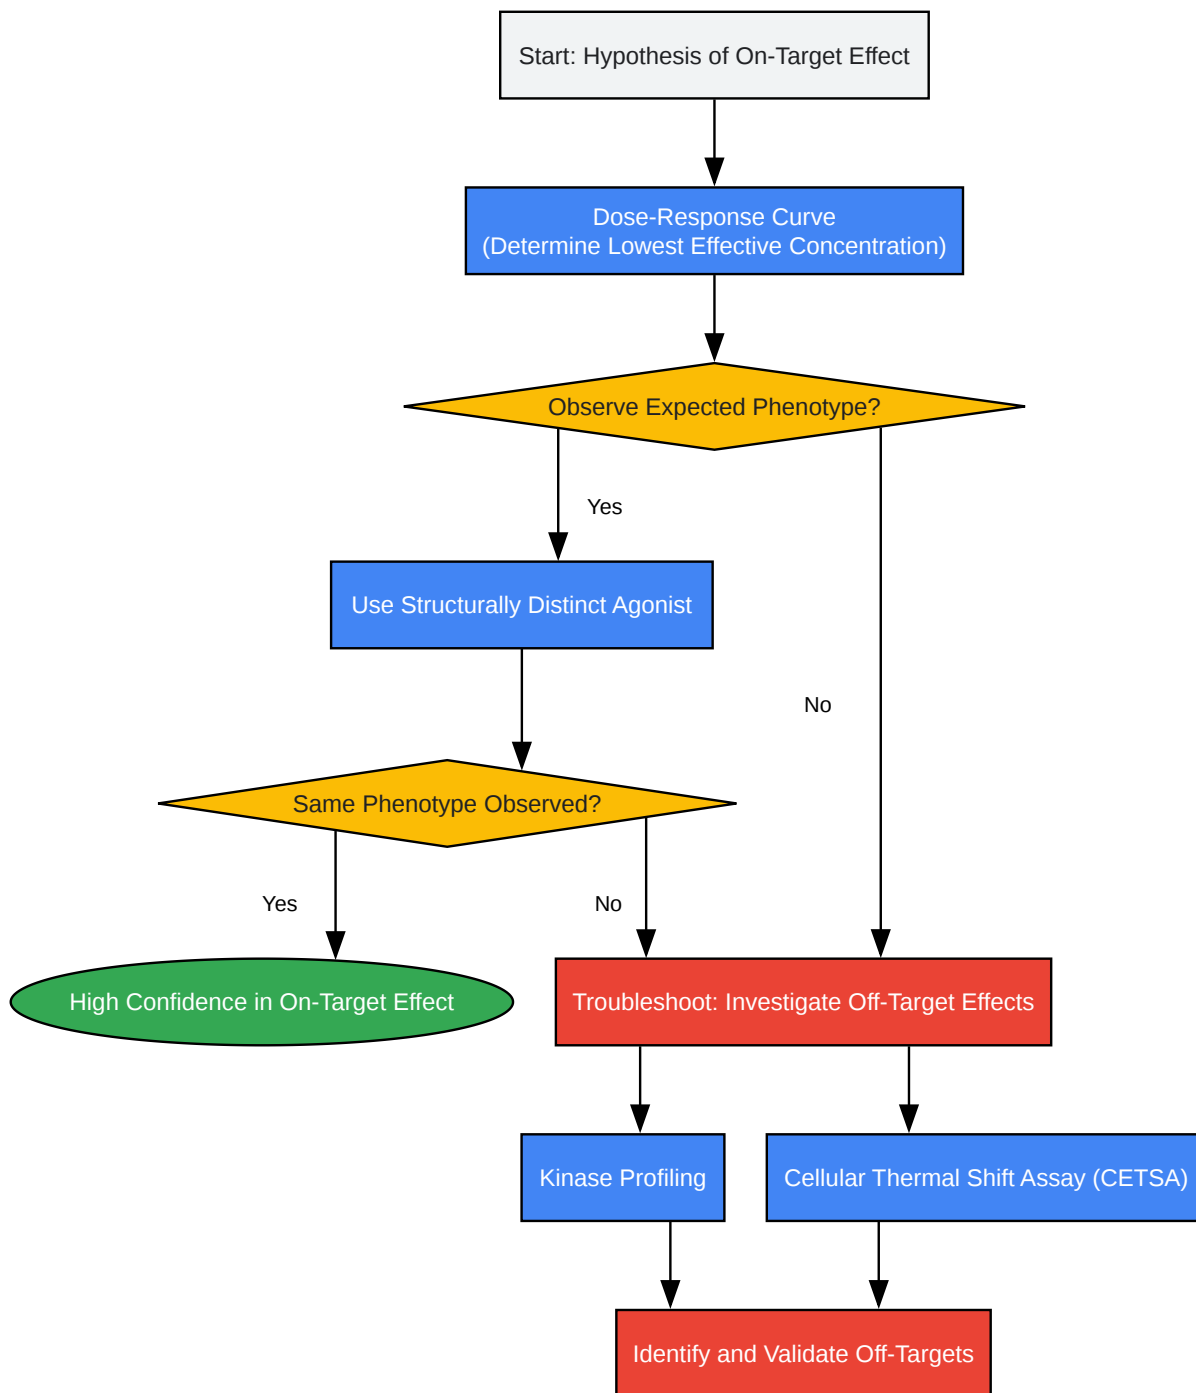 Start: Hypothesis of On-Target Effect
Dose-Response Curve
(Determine Lowest Effective Concentration)
Observe Expected Phenotype?
Yes
Use Structurally Distinct Agonist
No
Same Phenotype Observed?
Yes
No
High Confidence in On-Target Effect
Troubleshoot: Investigate Off-Target Effects
Kinase Profiling
Cellular Thermal Shift Assay (CETSA)
Identify and Validate Off-Targets